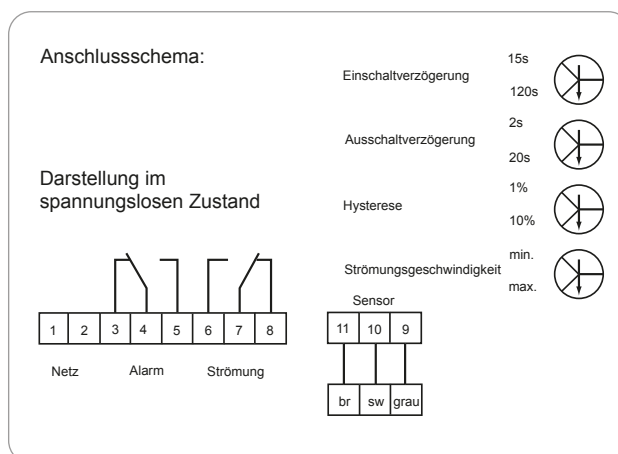 Anschlussschema:
Darstellung im
spannungslosen Zustand
Einschaltverzögerung
15s
120s
Ausschaltverzögerung
2s
20s
Hysterese
1%
10%
Strömungsgeschwindigkeit
min.
max.
1 2 3 4 5 6 7 8
Netz Alarm Strömung
Sensor
11 10 9
br sw grau